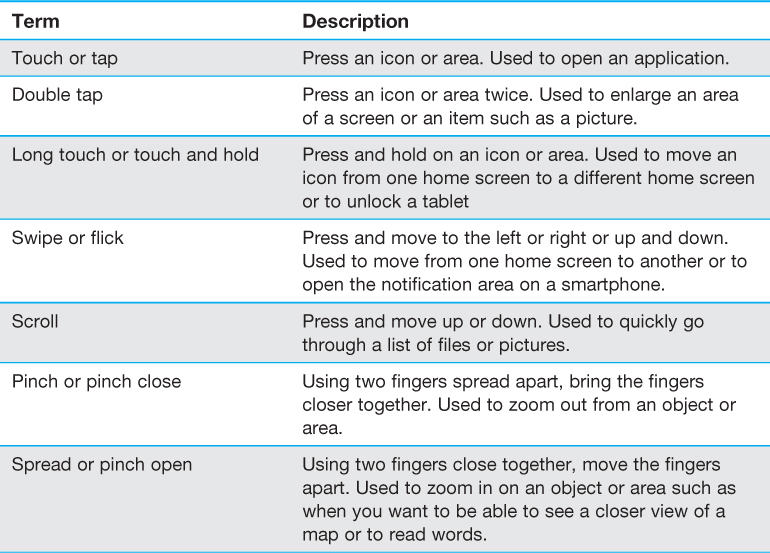 Term Description
Touch or tap Press an icon or area. Used to open an application.
Double tap Press an icon or area twice. Used to enlarge an area
of a screen or an item such as a picture.
Long touch or touch and hold Press and hold on an icon or area. Used to move an
icon from one home screen to a different home screen
or to unlock a tablet
Swipe or flick Press and move to the left or right or up and down.
Used to move from one home screen to another or to
open the notification area on a smartphone.
Scroll Press and move up or down. Used to quickly go
through a list of files or pictures.
Pinch or pinch close Using two fingers spread apart, bring the fingers
closer together. Used to zoom out from an object or
area.
Spread or pinch open Using two fingers close together, move the fingers
apart. Used to zoom in on an object or area such as
when you want to be able to see a closer view of a
map or to read words.